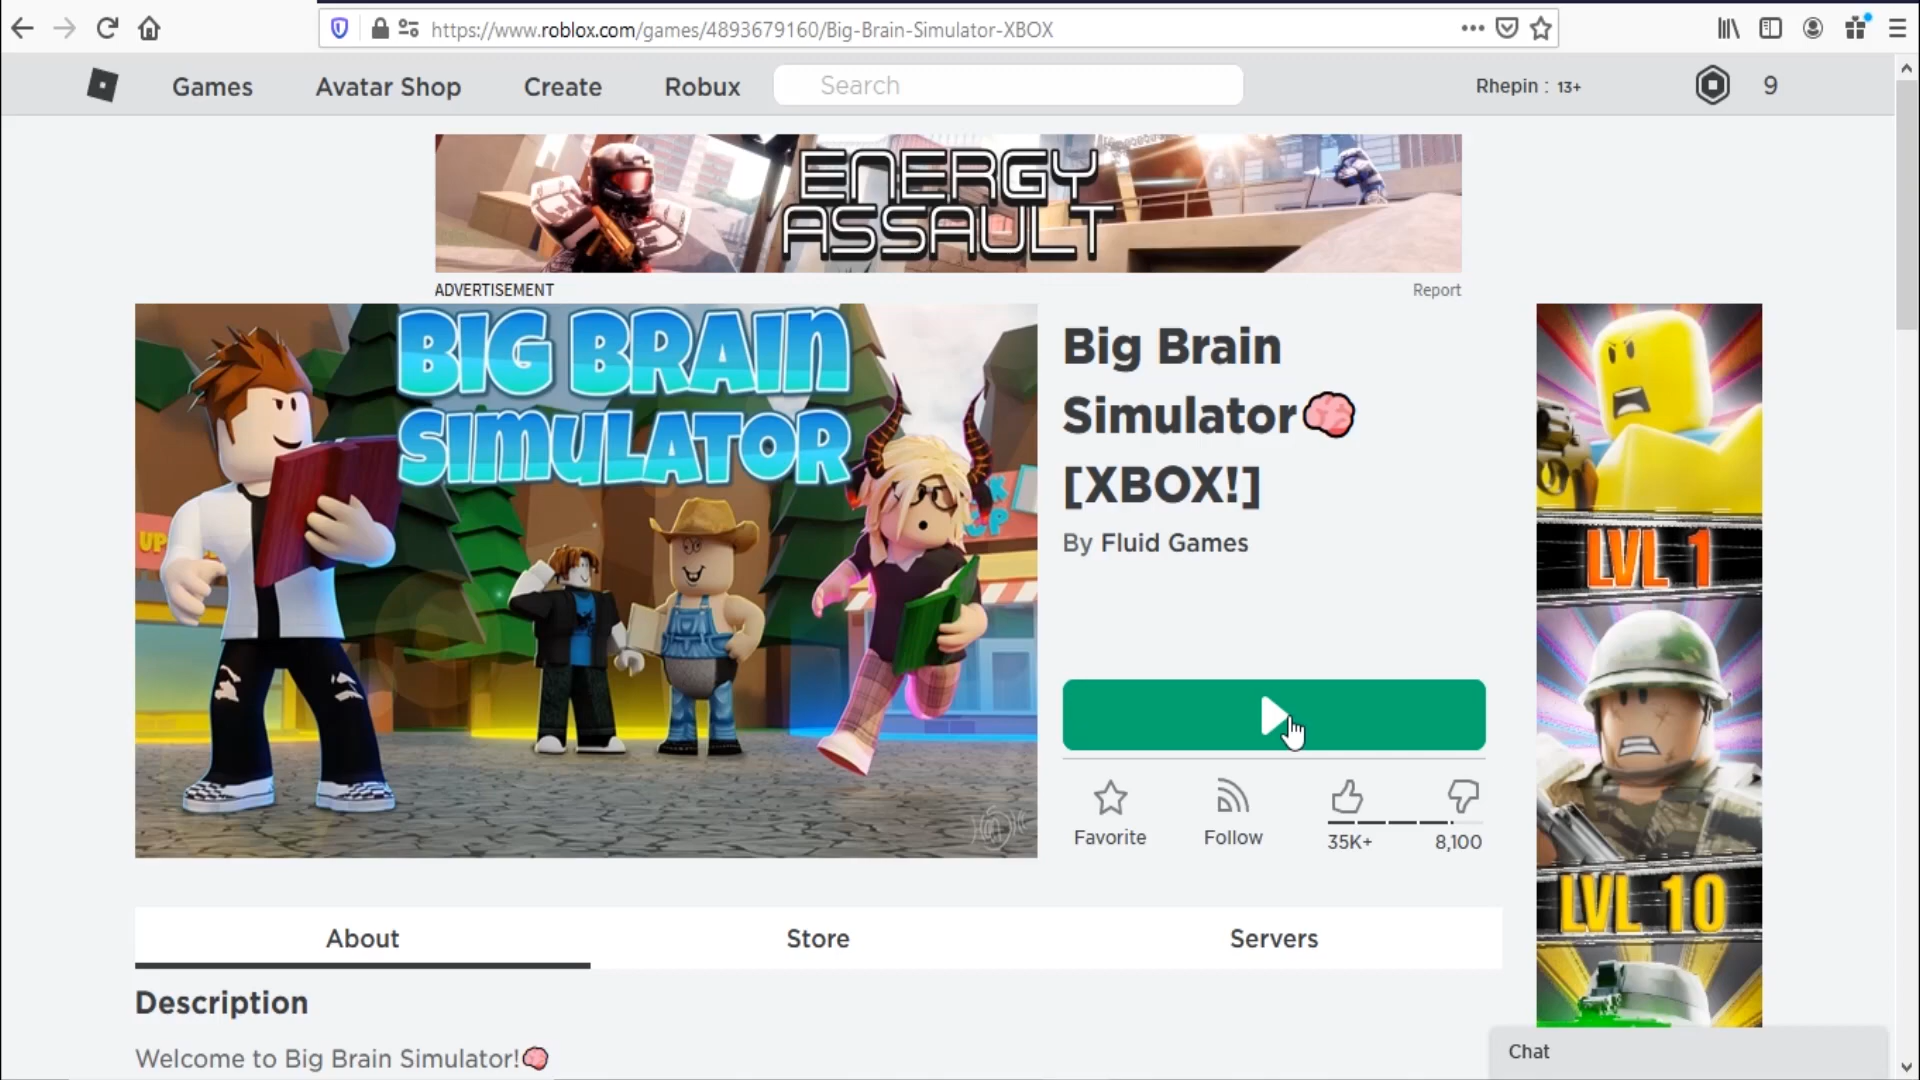 https://www.roblox.com/games/4893679160/Big-Brain-Simulator-XBOX
Games
Avatar Shop
Create
Robux
Search
Rhepin : 13+
9
ENERGY
ASSAULT
ADVERTISEMENT
Report
BIG BRAIN
SIMULATOR
Big Brain
Simulator🧠
[XBOX!]
By Fluid Games
Favorite
Follow
35K+
8,100
LVL 1
LVL 10
About
Store
Servers
Description
Welcome to Big Brain Simulator!🧠
Chat